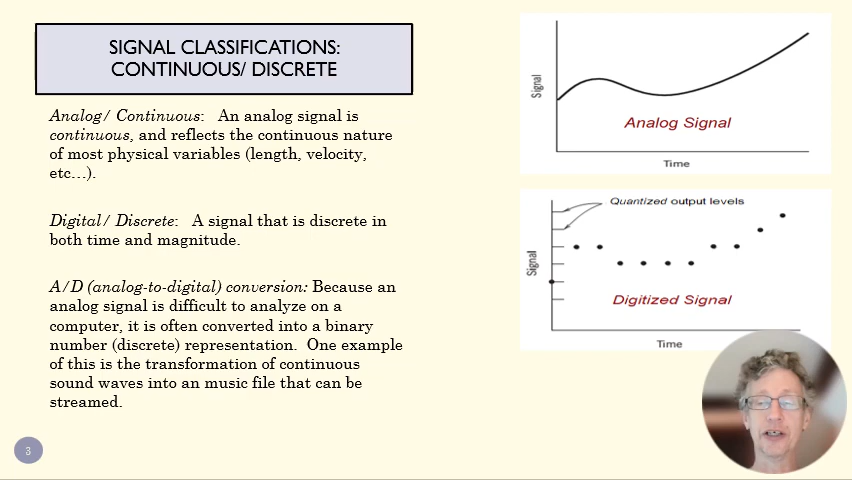 SIGNAL CLASSIFICATIONS:
CONTINUOUS/ DISCRETE
Analog/ Continuous: An analog signal is
continuous, and reflects the continuous nature
of most physical variables (length, velocity,
etc…).
Digital/ Discrete: A signal that is discrete in
both time and magnitude.
A/D (analog-to-digital) conversion: Because an
analog signal is difficult to analyze on a
computer, it is often converted into a binary
number (discrete) representation. One example
of this is the transformation of continuous
sound waves into an music file that can be
streamed.
3
Signal
Analog Signal
Time
Quantized output levels
Signal
Digitized Signal
Time